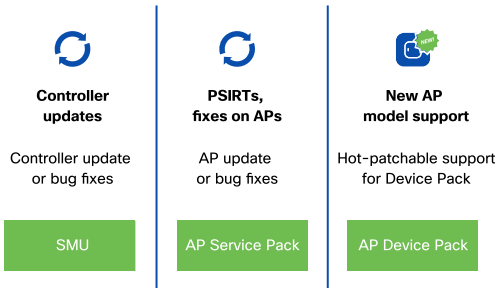 Controller
updates
Controller update
or bug fixes
SMU
PSIRTs,
fixes on APs
AP update
or bug fixes
AP Service Pack
NEW!
New AP
model support
Hot-patchable support
for Device Pack
AP Device Pack